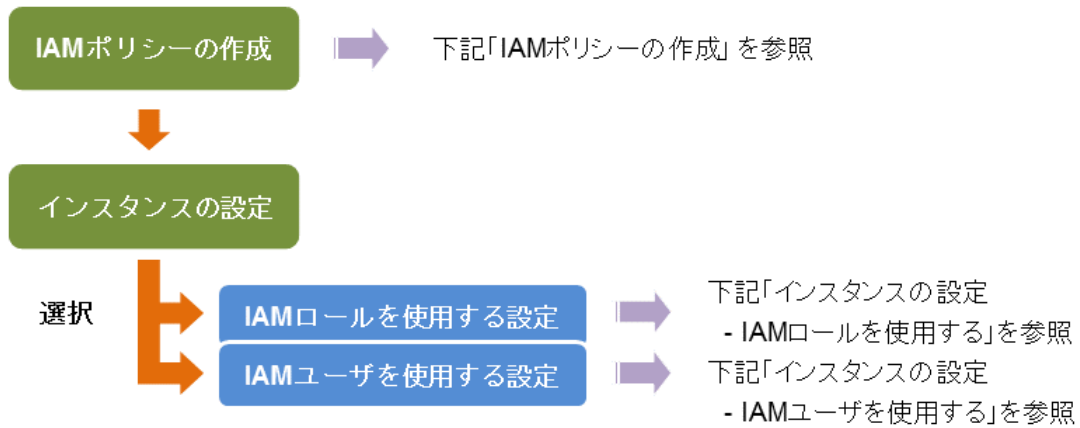 IAMポリシーの作成
下記「IAMポリシーの作成」を参照
インスタンスの設定
選択
IAMロールを使用する設定
下記「インスタンスの設定
- IAMロールを使用する」を参照
IAMユーザを使用する設定
下記「インスタンスの設定
- IAMユーザを使用する」を参照